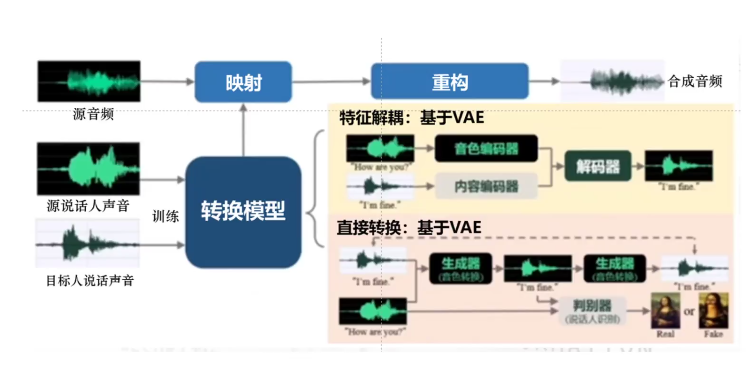 映射
重构
源音频
合成音频
特征解耦：基于VAE
音色编码器
"How are you?"
内容编码器
"I'm fine."
解码器
"I'm fine."
源说话人声音
训练
转换模型
目标人说话声音
直接转换：基于VAE
生成器
(音色转换)
生成器
(音色转换)
"I'm fine."
"I'm fine."
"I'm fine."
判别器
(说话人识别)
"How are you?"
or
Real
Fake